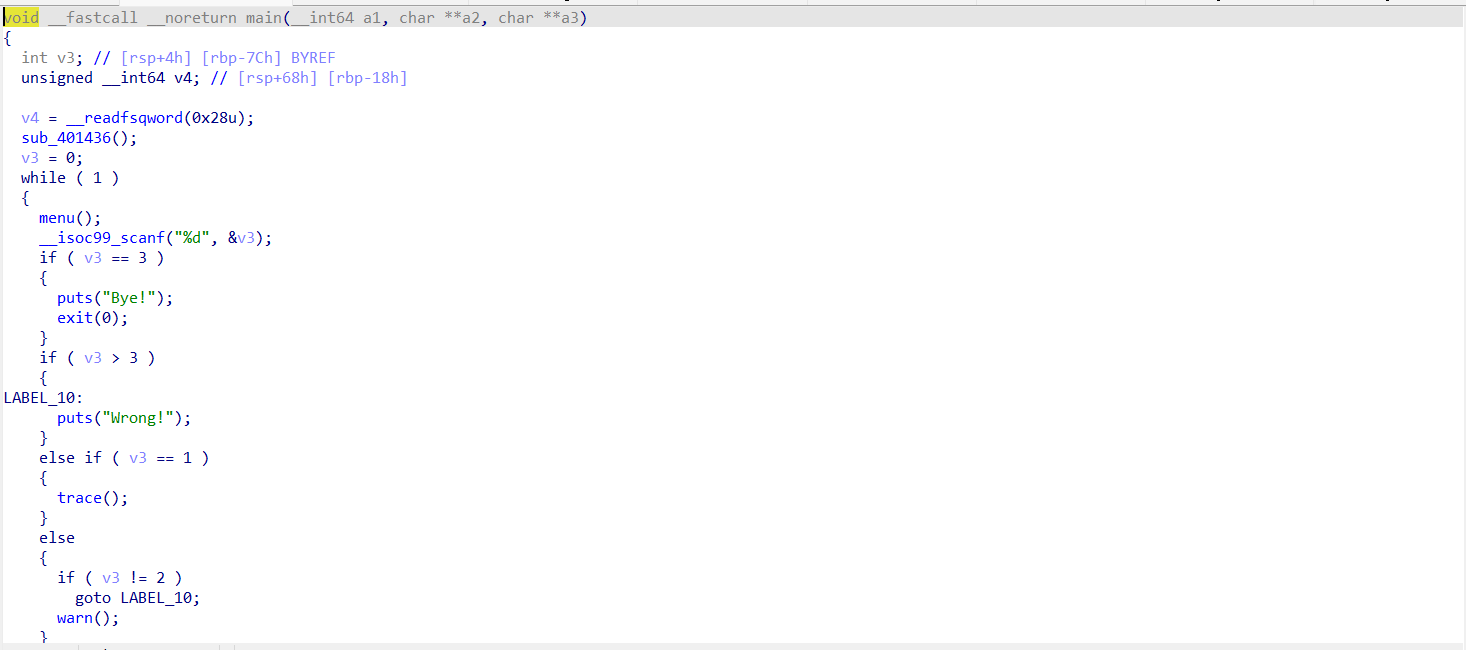 void __fastcall __noreturn main(__int64 a1, char **a2, char **a3)
{
  int v3; // [rsp+4h] [rbp-7Ch] BYREF
  unsigned __int64 v4; // [rsp+68h] [rbp-18h]

  v4 = __readfsqword(0x28u);
  sub_401436();
  v3 = 0;
  while ( 1 )
  {
    menu();
    __isoc99_scanf("%d", &v3);
    if ( v3 == 3 )
    {
      puts("Bye!");
      exit(0);
    }
    if ( v3 > 3 )
    {
LABEL_10:
      puts("Wrong!");
    }
    else if ( v3 == 1 )
    {
      trace();
    }
    else
    {
      if ( v3 != 2 )
        goto LABEL_10;
      warn();
    }